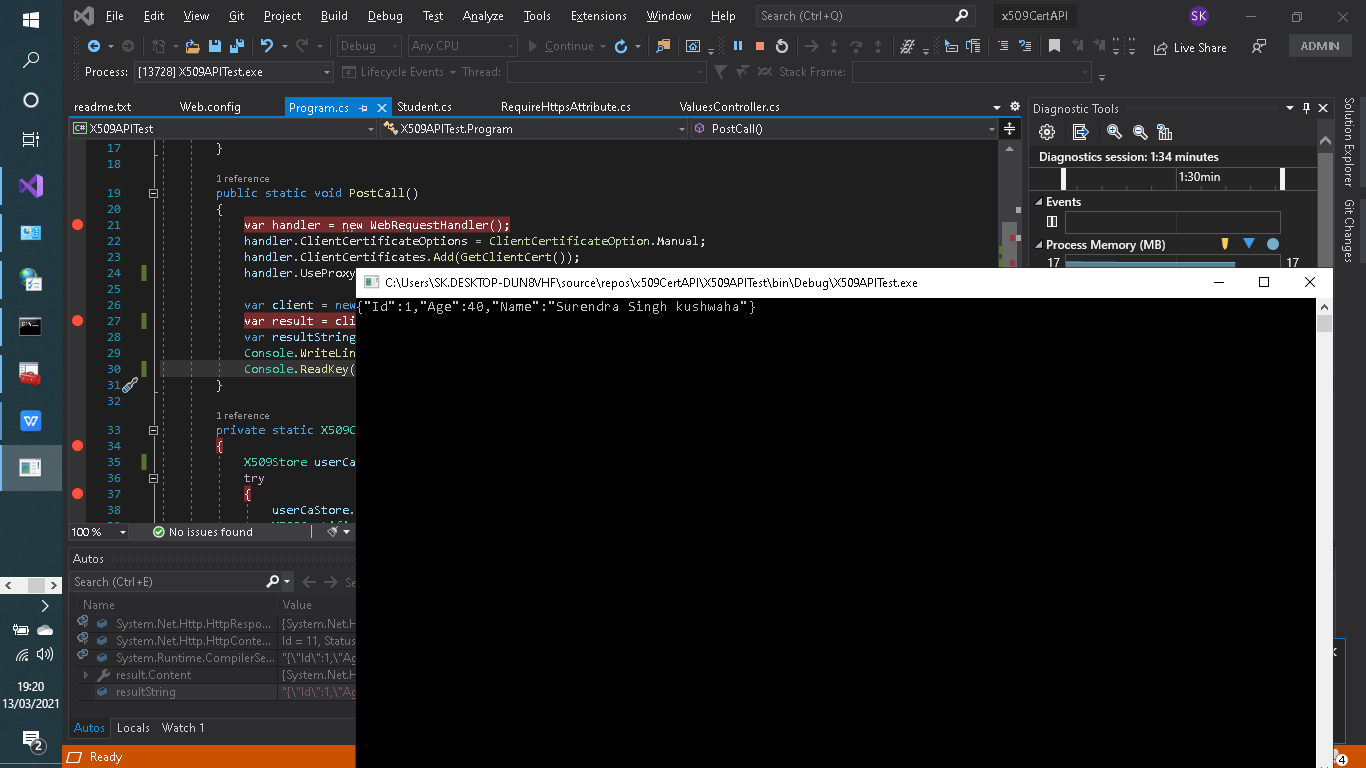 File Edit View Git Project Build Debug Test Analyze Tools Extensions Window Help Search (Ctrl+Q) x509CertAPI SK
Debug Any CPU Continue Live Share ADMIN
Process: [13728] X509APITest.exe Lifecycle Events Thread: Stack Frame:
readme.txt Web.config Program.cs Student.cs RequireHttpsAttribute.cs ValuesController.cs
C# X509APITest X509APITest.Program PostCall()
17 }
18
1 reference
19 public static void PostCall()
20 {
21 var handler = new WebRequestHandler();
22 handler.ClientCertificateOptions = ClientCertificateOption.Manual;
23 handler.ClientCertificates.Add(GetClientCert());
24 handler.UseProxy
25
26 var client = new
27 var result = cli
28 var resultString
29 Console.WriteLin
30 Console.ReadKey(
31 }
32
1 reference
33 private static X509C
34 {
35 X509Store userCa
36 try
37 {
38 userCaStore.
100 % No issues found
Diagnostic Tools
Diagnostics session: 1:34 minutes
1:30min
Events
Process Memory (MB)
17 17
Solution Explorer
Git Changes
C:\Users\SK.DESKTOP-DUN8VHF\source\repos\x509CertAPI\X509APITest\bin\Debug\X509APITest.exe
{"Id":1,"Age":40,"Name":"Surendra Singh kushwaha"}
Autos
Search (Ctrl+E)
Name Value
System.Net.Http.HttpRespo... {System.Net.H
System.Net.Http.HttpConte... Id = 11, Status
System.Runtime.CompilerSe... "{\"Id\":1,\"Ag
result.Content {System.Net.H
resultString "{\"Id\":1,\"Ag
Autos Locals Watch 1
Ready
19:20
13/03/2021
2
4